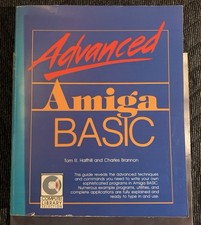 Advanced
Amiga
BASIC
Tom R. Halfhill and Charles Brannon
This guide reveals the advanced techniques
and commands you need to write your own
sophisticated programs in Amiga BASIC.
Numerous example programs, utilities, and
complete applications are fully explained and
ready to type in and use.
COMPUTE!
LIBRARY